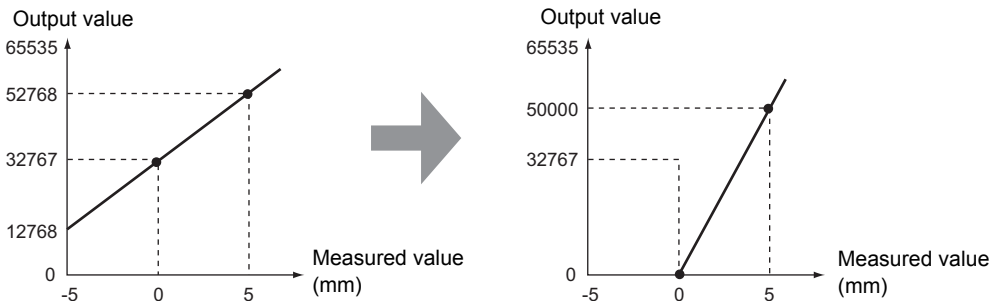 Output value
65535
52768
32767
12768
0
-5
0
5
Measured value
(mm)
Output value
65535
50000
32767
0
-5
0
5
Measured value
(mm)